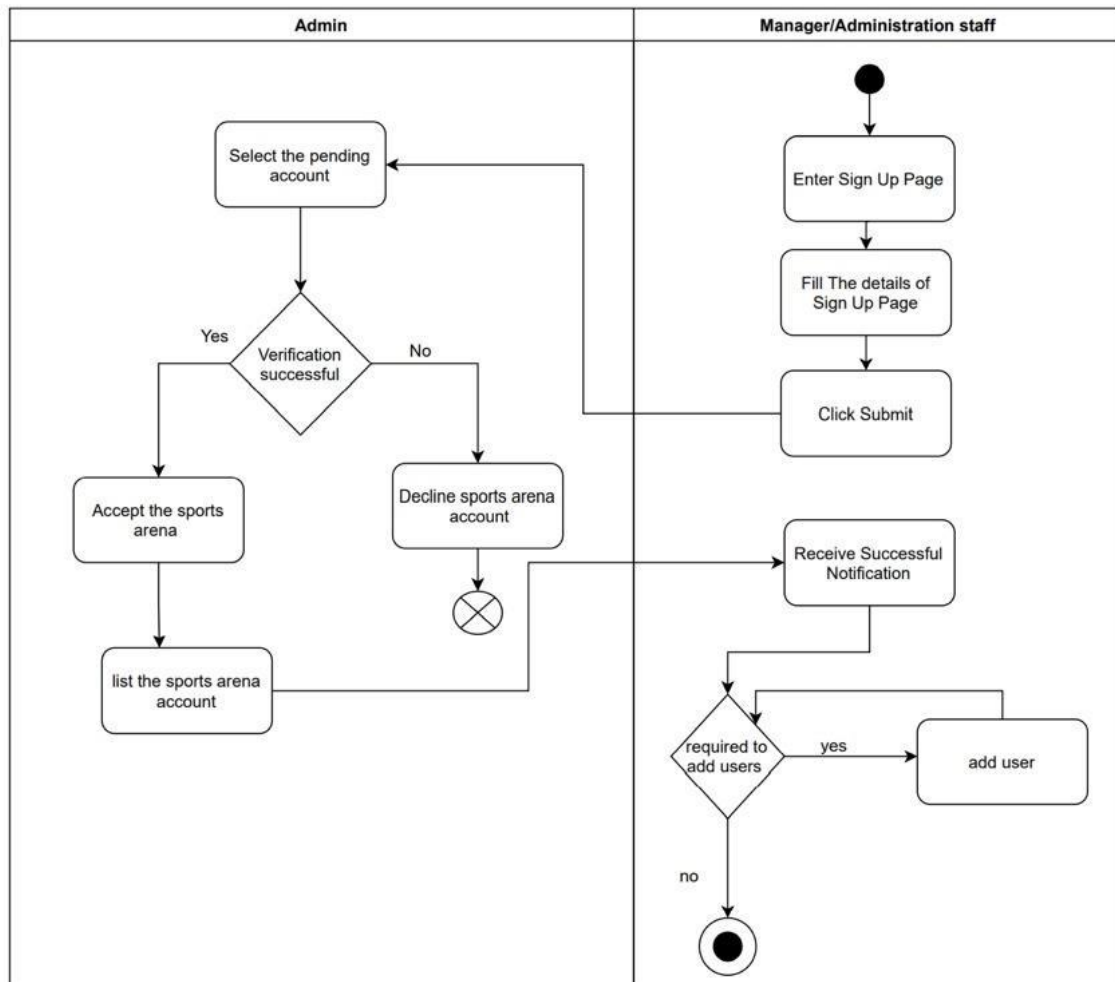 Admin
Manager/Administration staff
Select the pending
account
Enter Sign Up Page
Fill The details of
Sign Up Page
Yes
Verification
successful
No
Click Submit
Accept the sports
arena
Decline sports arena
account
Receive Successful
Notification
list the sports arena
account
required to
add users
yes
add user
no